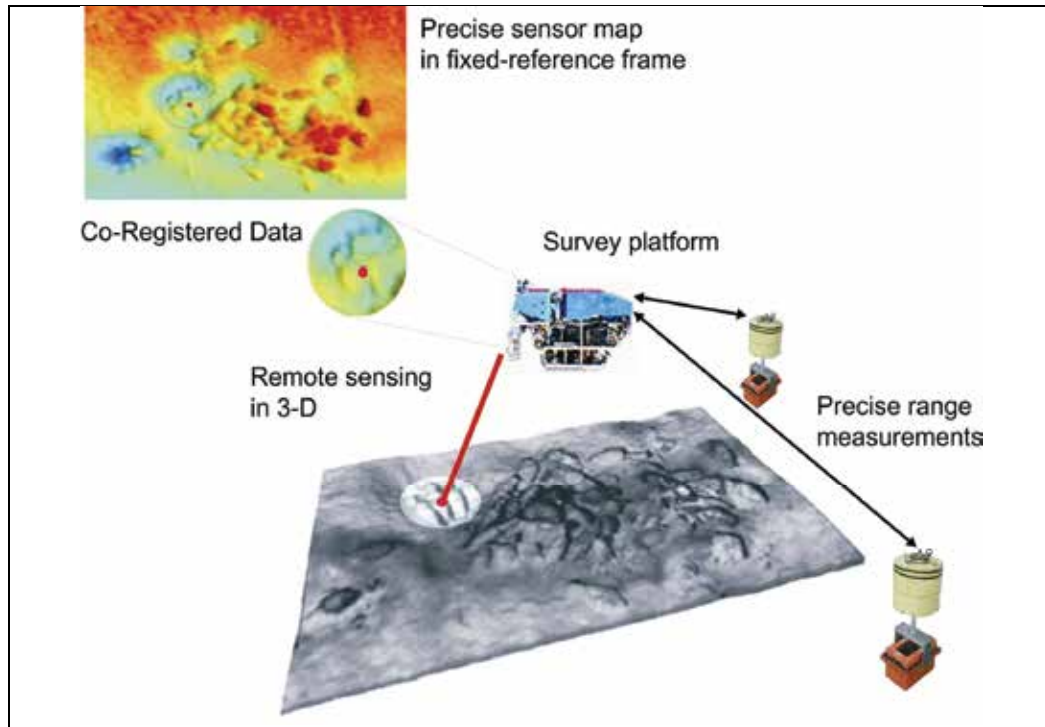 Precise sensor map
in fixed-reference frame
Co-Registered Data
Survey platform
Remote sensing
in 3-D
Precise range
measurements